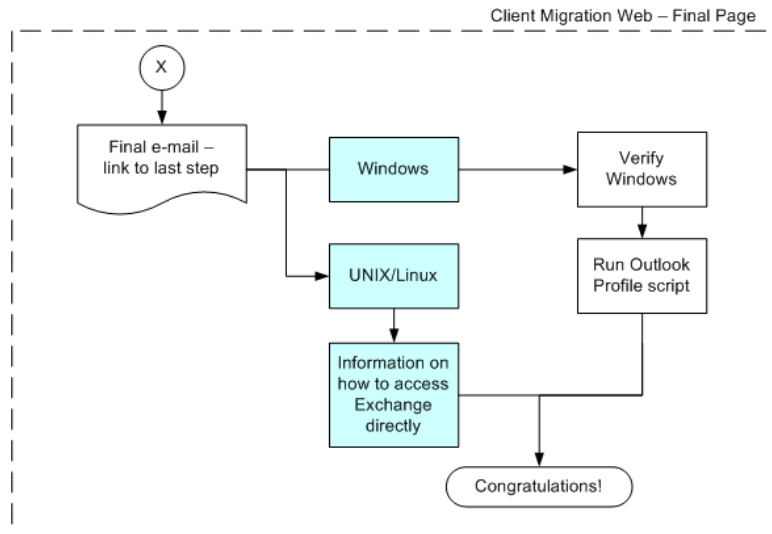 Client Migration Web – Final Page
X
Final e-mail –
link to last step
Windows
Verify
Windows
UNIX/Linux
Run Outlook
Profile script
Information on
how to access
Exchange
directly
Congratulations!